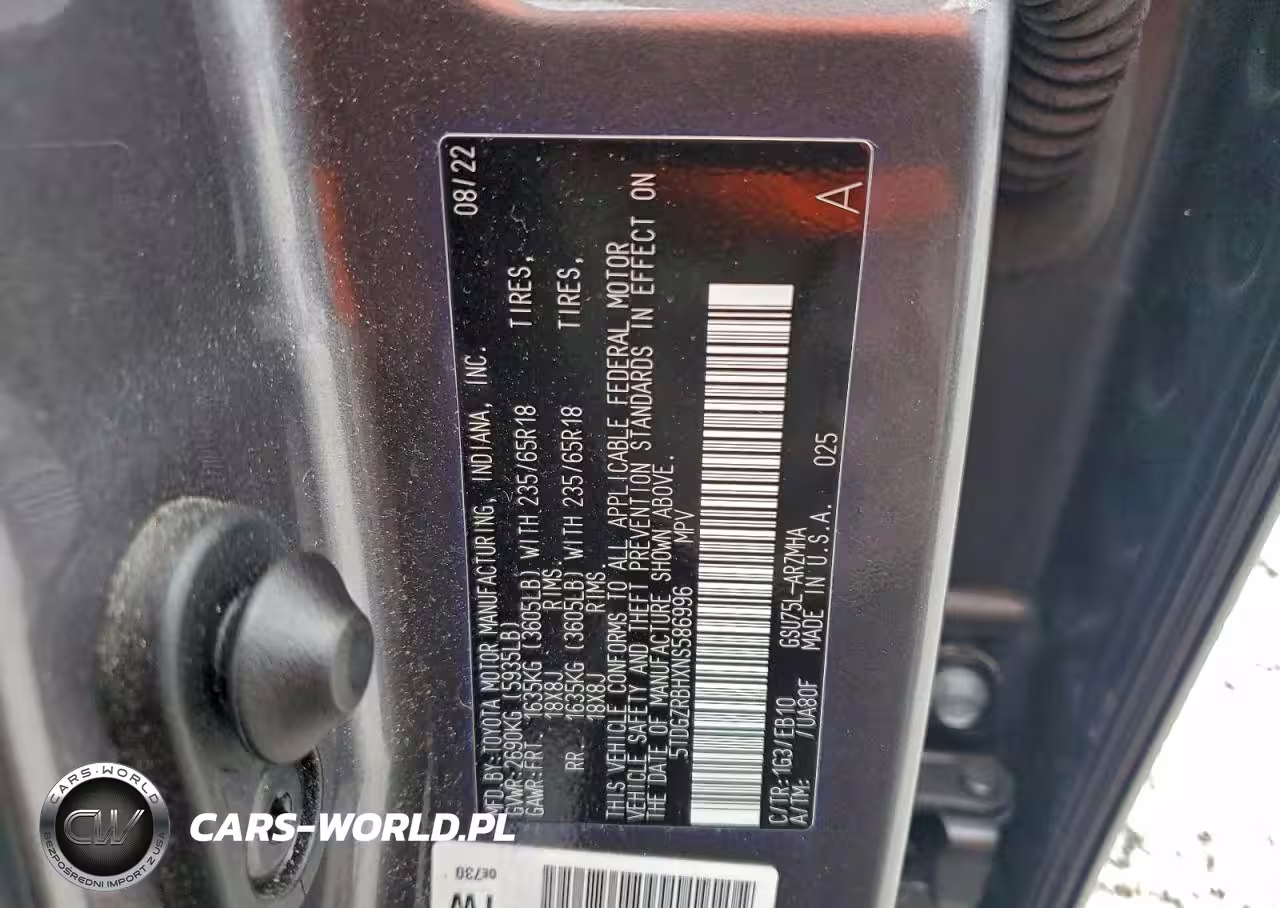 MFD.BY:TOYOTA MOTOR MANUFACTURING, INDIANA, INC. 08/22
GVWR:2690KG (5935LB)
GAWR:FRT. 1635KG (3605LB) WITH 235/65R18 TIRES,
18X8J RIMS.
RR. 1635KG (3605LB) WITH 235/65R18 TIRES,
18X8J RIMS
THIS VEHICLE CONFORMS TO ALL APPLICABLE FEDERAL MOTOR
VEHICLE SAFETY AND THEFT PREVENTION STANDARDS IN EFFECT ON
THE DATE OF MANUFACTURE SHOWN ABOVE.
5TDGZRBHXNS586996 MPV
C/TR:1G3/EB10 GSU75L-ARZMHA
A/TM: /UA80F MADE IN U.S.A. 025
A
0E730
CARS-WORLD
CW
BEZPOŚREDNI IMPORT Z USA
CARS-WORLD.PL